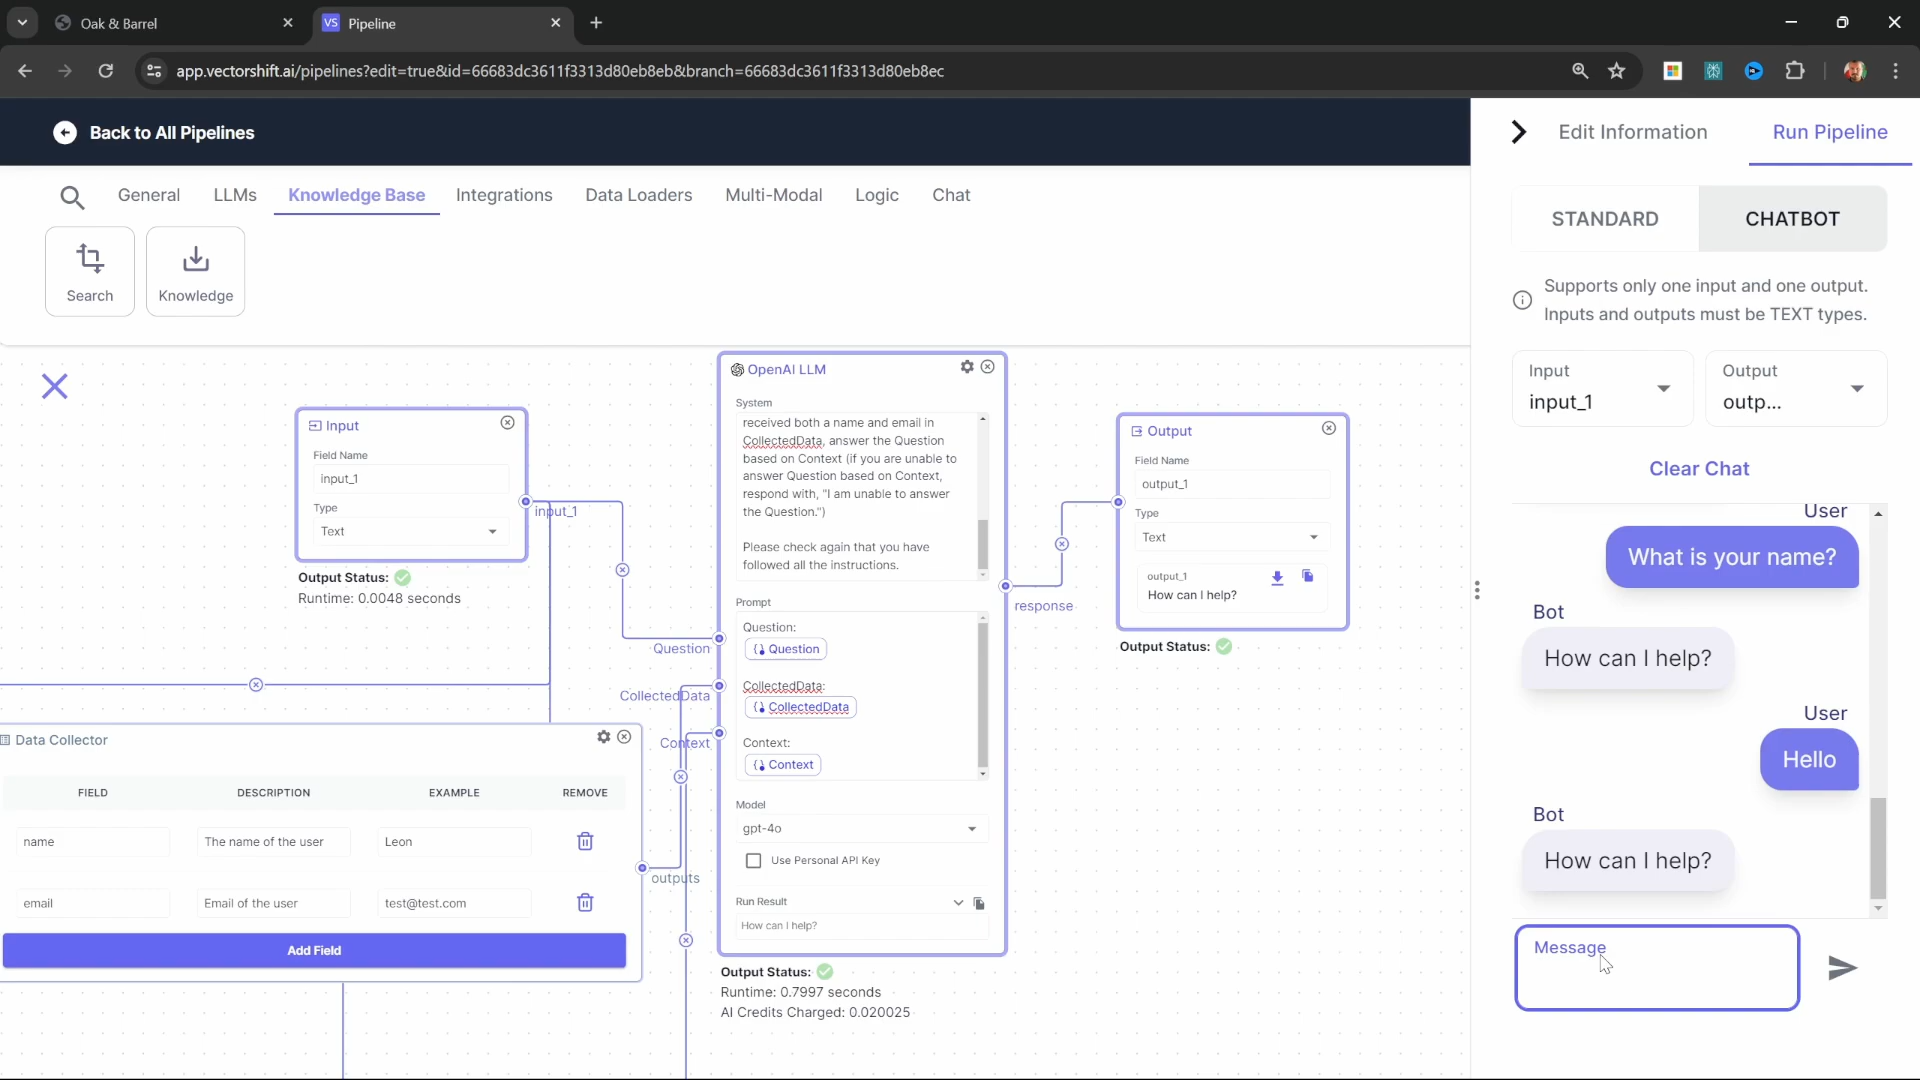 Oak & Barrel
VS Pipeline
app.vectorshift.ai/pipelines?edit=true&id=66683dc3611f3313d80eb8eb&branch=66683dc3611f3313d80eb8ec
Back to All Pipelines
Edit Information
Run Pipeline
General
LLMs
Knowledge Base
Integrations
Data Loaders
Multi-Modal
Logic
Chat
Search
Knowledge
STANDARD
CHATBOT
Supports only one input and one output.
Inputs and outputs must be TEXT types.
Input
input_1
Output
outp...
Clear Chat
User
What is your name?
Bot
How can I help?
User
Hello
Bot
How can I help?
Message
Input
Field Name
input_1
Type
Text
Output Status:
Runtime: 0.0048 seconds
input_1
Question
CollectedData
Context
OpenAI LLM
System
received both a name and email in
CollectedData, answer the Question
based on Context (if you are unable to
answer Question based on Context,
respond with, "I am unable to answer
the Question.")
Please check again that you have
followed all the instructions.
Prompt
Question:
Question
CollectedData:
CollectedData
Context:
Context
Model
gpt-4o
Use Personal API Key
Run Result
How can I help?
Output Status:
Runtime: 0.7997 seconds
AI Credits Charged: 0.020025
response
Output
Field Name
output_1
Type
Text
output_1
How can I help?
Output Status:
Data Collector
FIELD
DESCRIPTION
EXAMPLE
REMOVE
name
The name of the user
Leon
email
Email of the user
test@test.com
Add Field
outputs